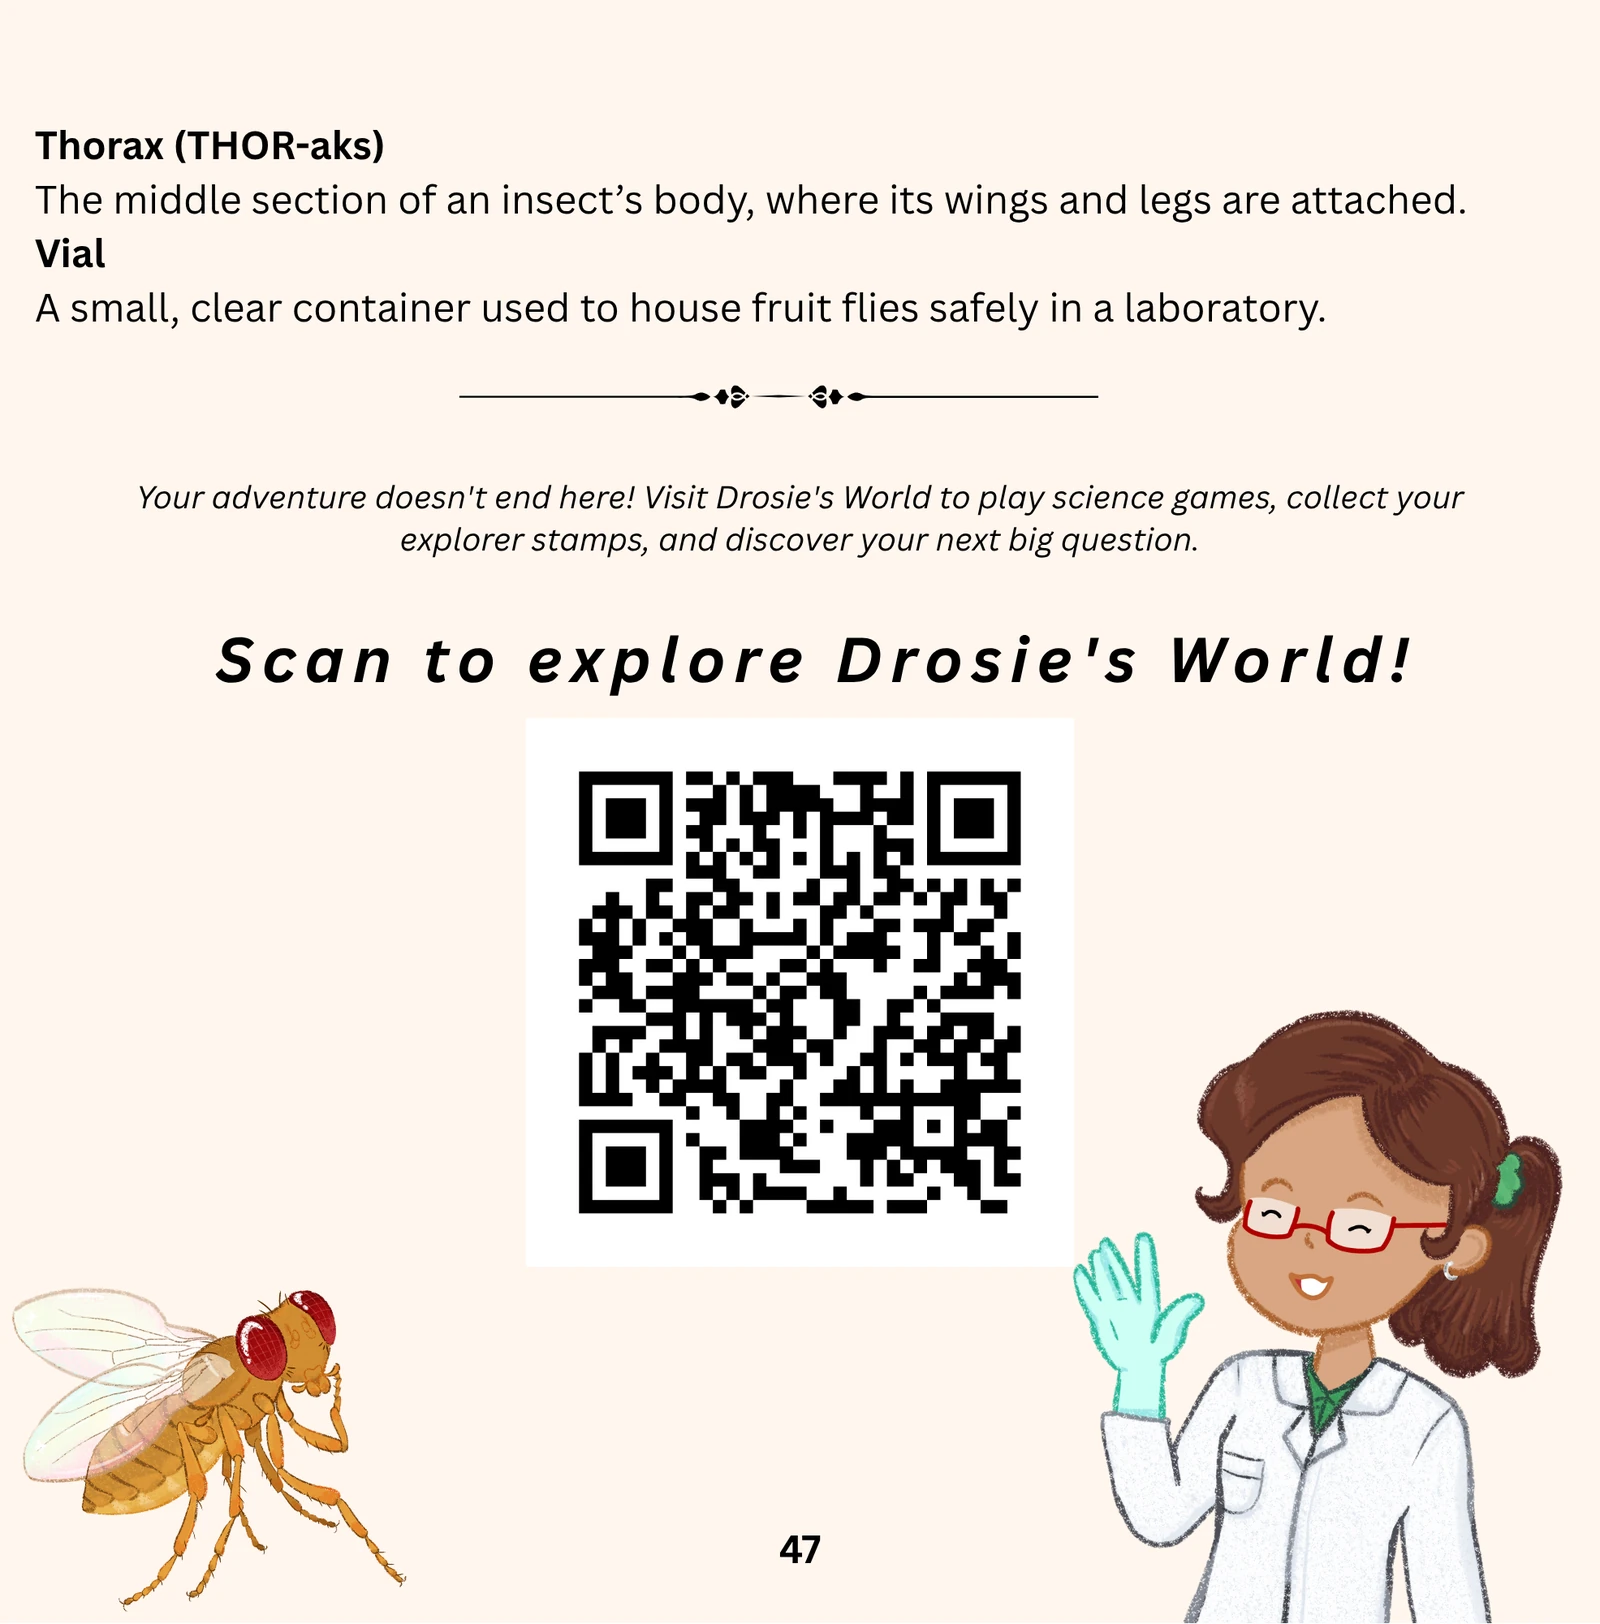 Thorax (THOR-aks)
The middle section of an insect’s body, where its wings and legs are attached.
Vial
A small, clear container used to house fruit flies safely in a laboratory.
Your adventure doesn't end here! Visit Drosie's World to play science games, collect your
explorer stamps, and discover your next big question.
Scan to explore Drosie's World!
47